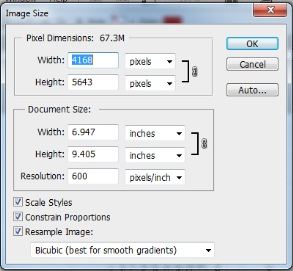 Image Size
Pixel Dimensions: 67.3M
Width: 4168 pixels
Height: 5643 pixels
OK
Cancel
Auto...
Document Size:
Width: 6.947 inches
Height: 9.405 inches
Resolution: 600 pixels/inch
Scale Styles
Constrain Proportions
Resample Image:
Bicubic (best for smooth gradients)